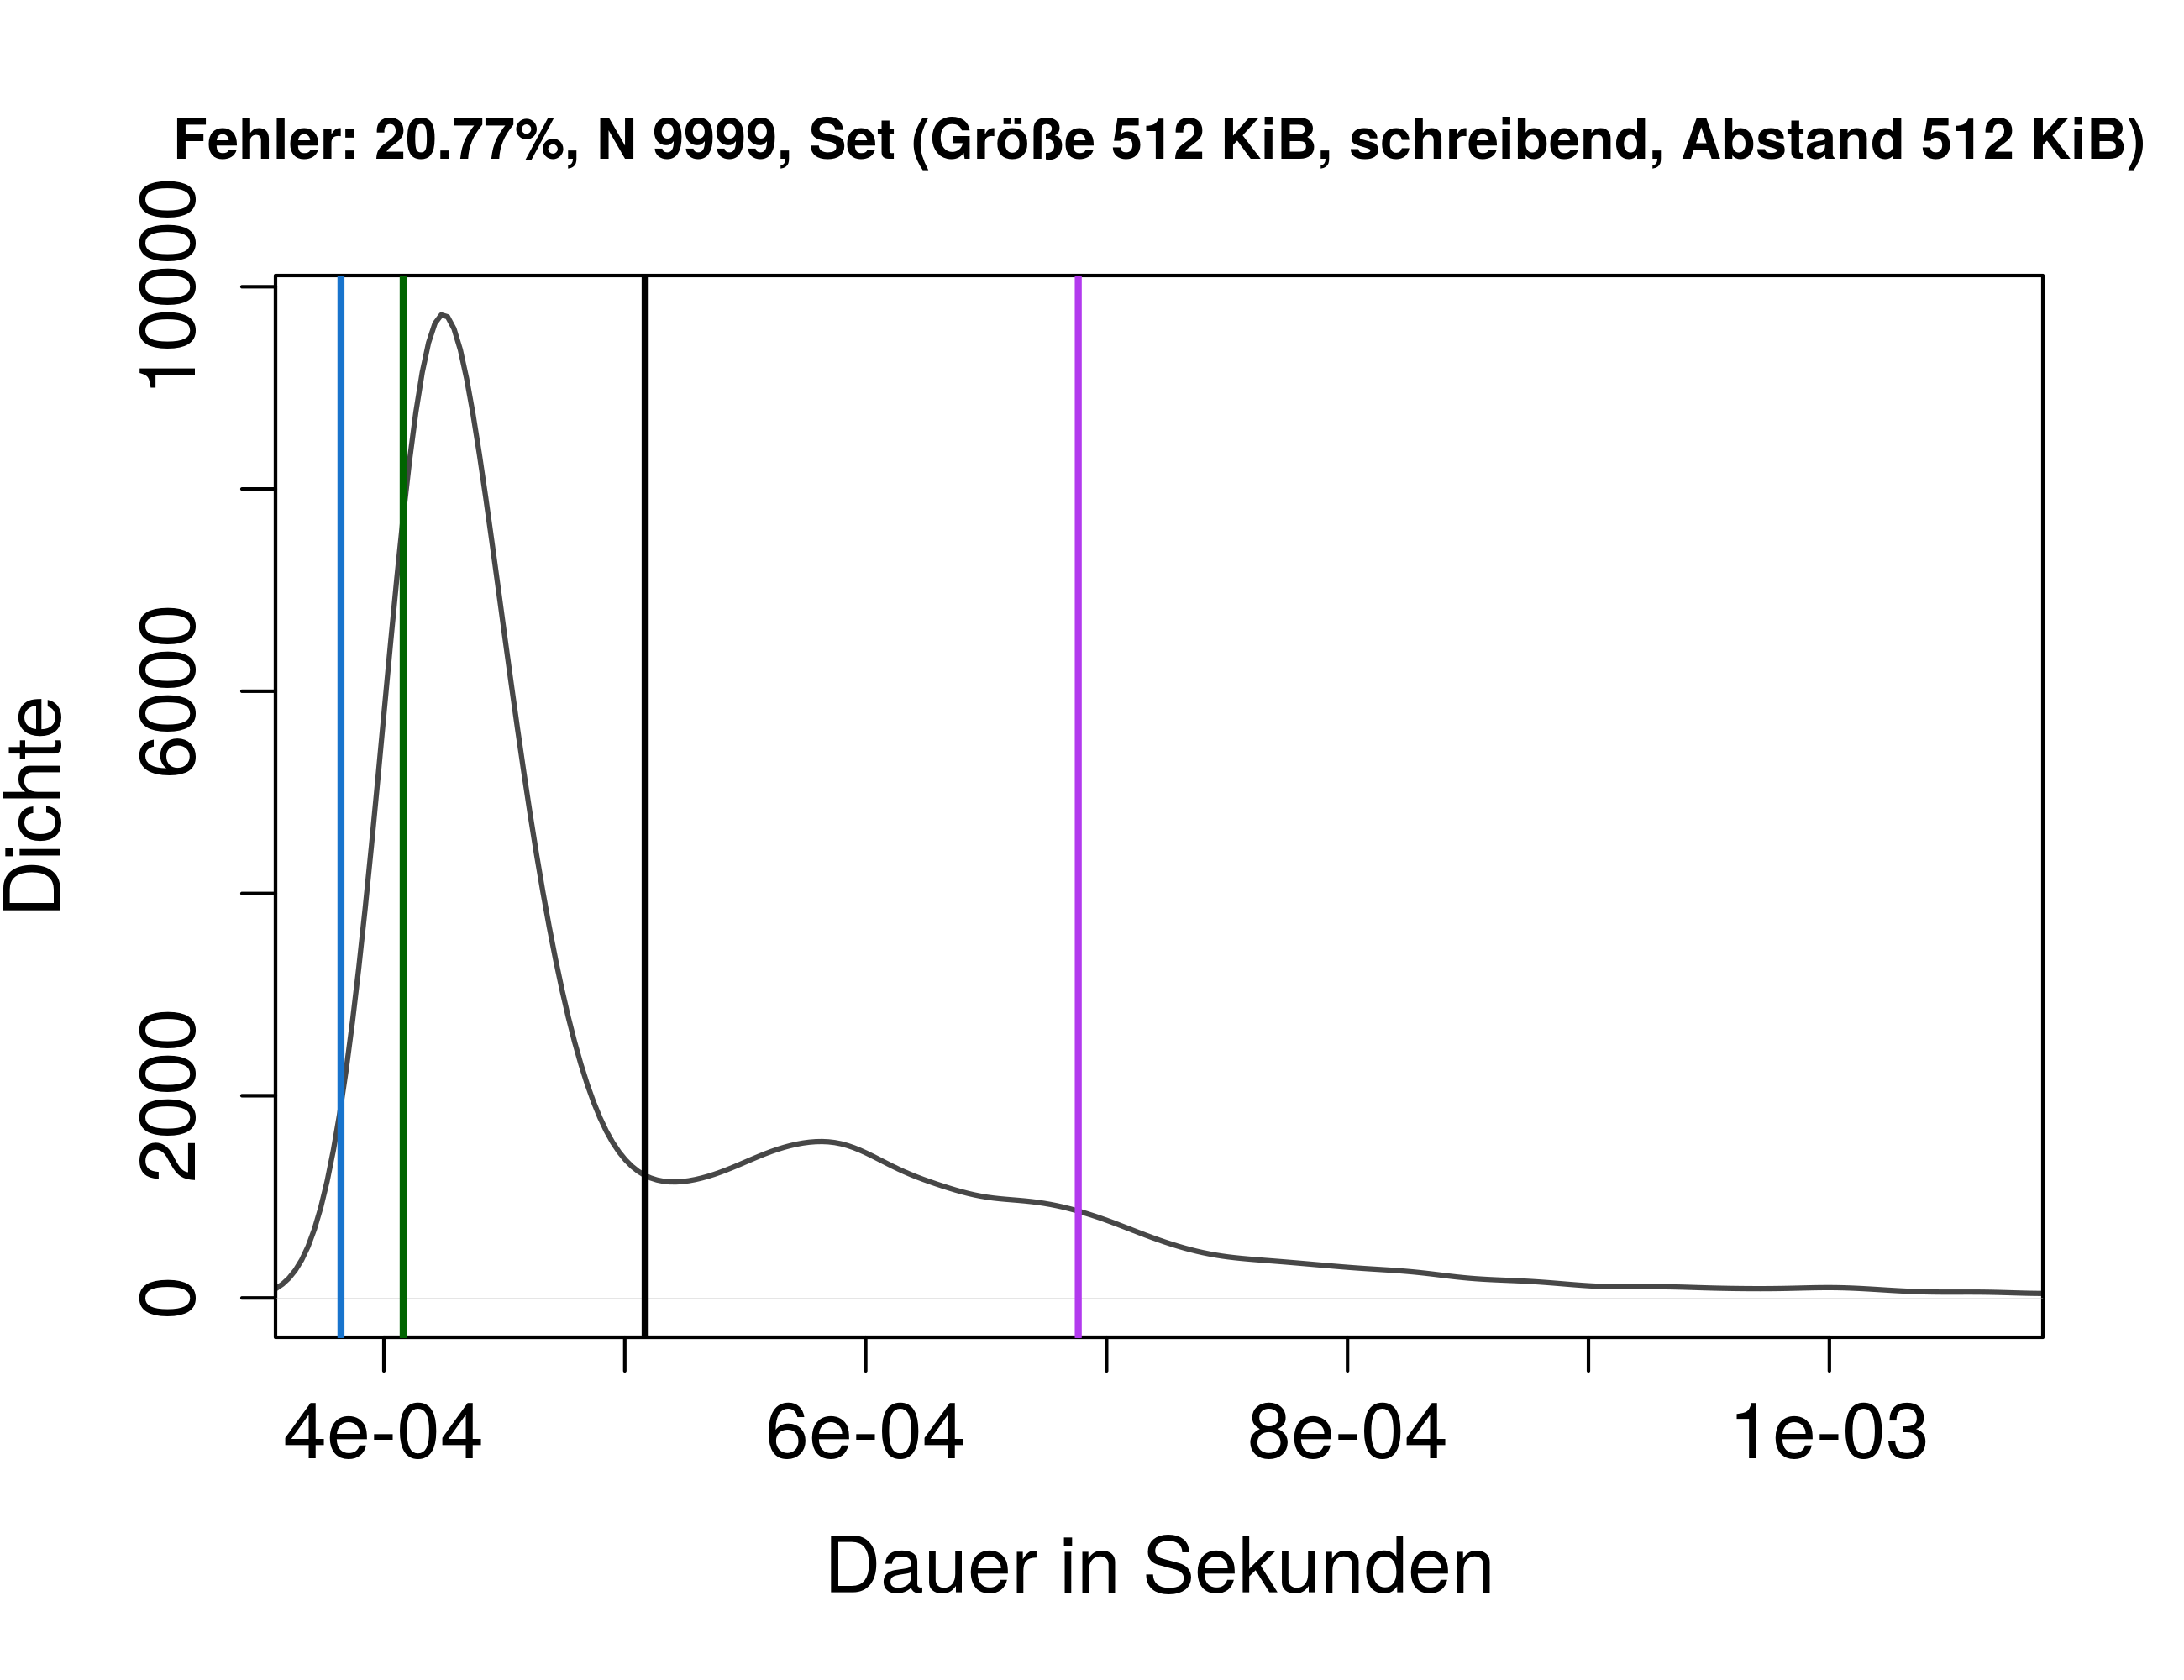 Fehler: 20.77%, N 9999, Set (Größe 512 KiB, schreibend, Abstand 512 KiB)
Dichte
10000
6000
2000
0
4e-04 6e-04 8e-04 1e-03
Dauer in Sekunden